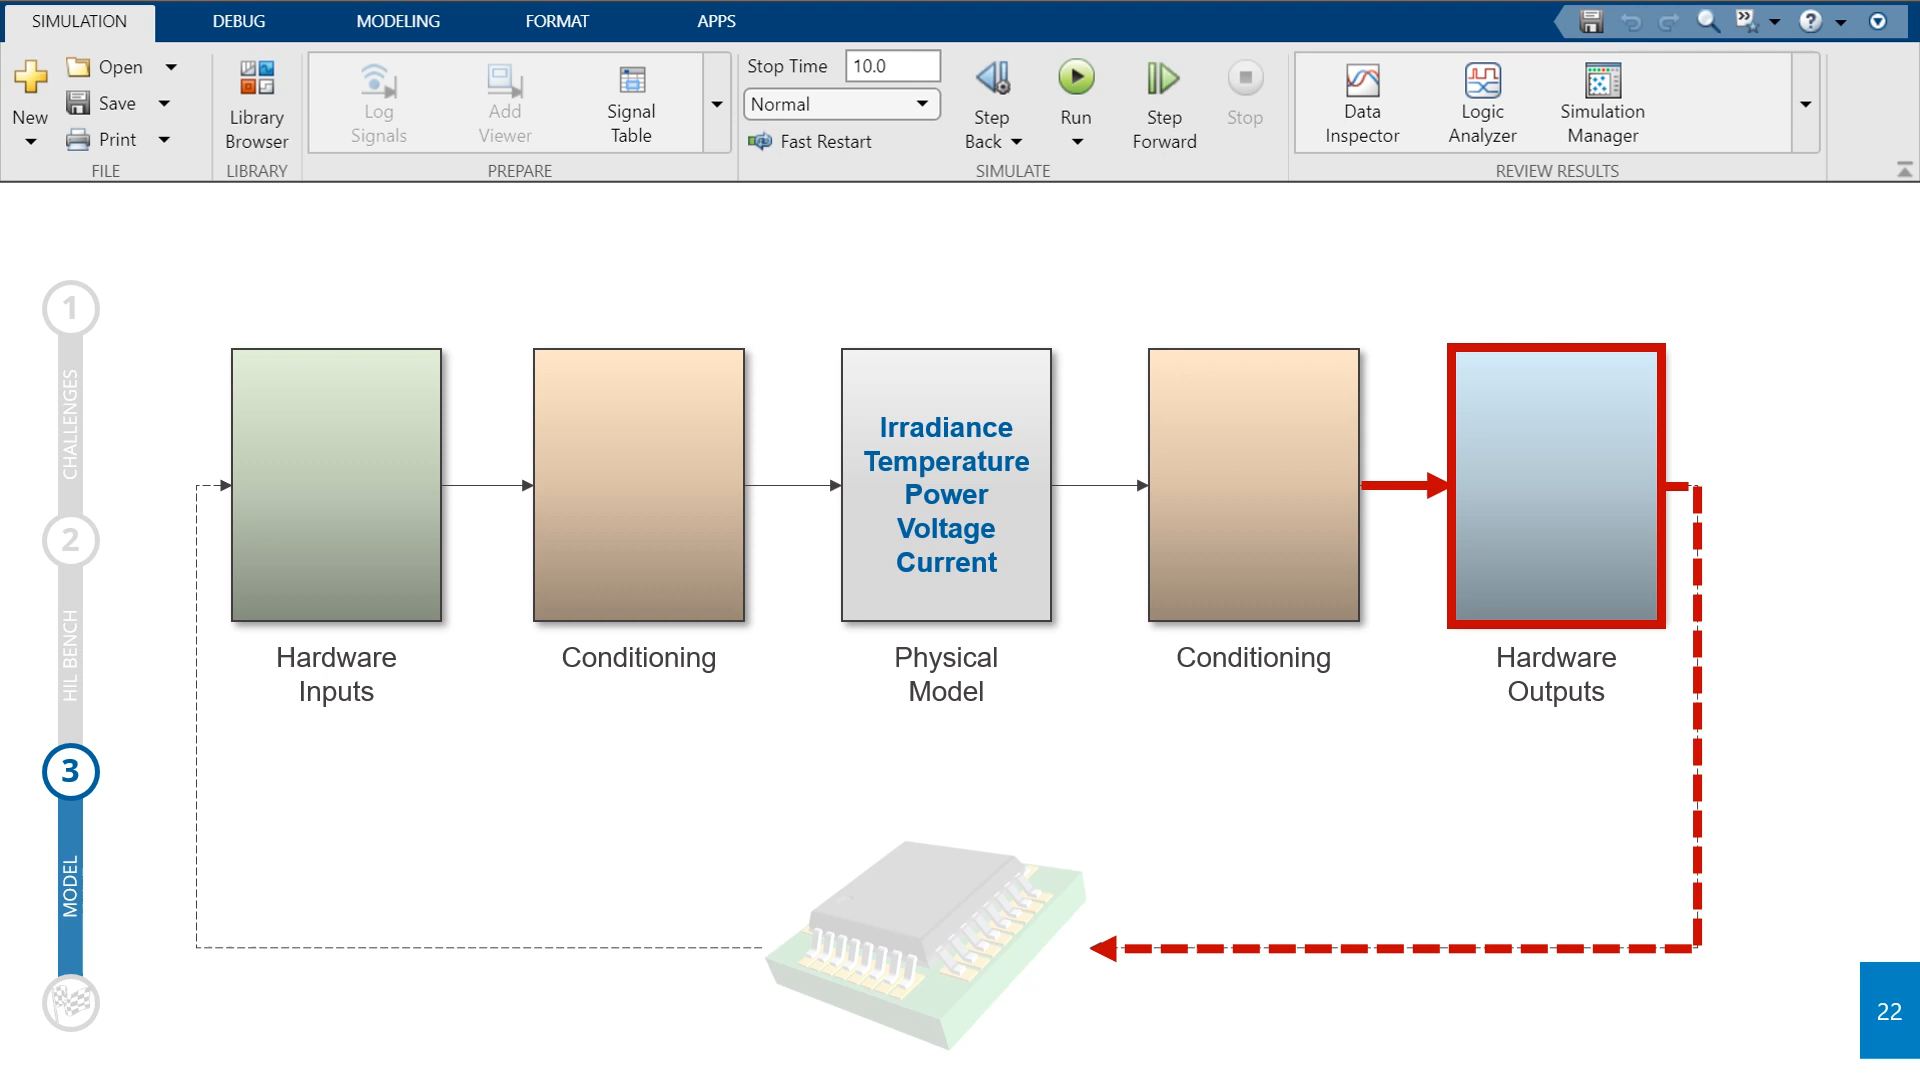 SIMULATION
DEBUG
MODELING
FORMAT
APPS
New
Open
Save
Print
FILE
Library
Browser
LIBRARY
Log
Signals
Add
Viewer
Signal
Table
PREPARE
Stop Time
10.0
Normal
Fast Restart
Step
Back
Run
Step
Forward
Stop
SIMULATE
Data
Inspector
Logic
Analyzer
Simulation
Manager
REVIEW RESULTS
1
CHALLENGES
2
HIL BENCH
3
MODEL
Irradiance
Temperature
Power
Voltage
Current
Hardware
Inputs
Conditioning
Physical
Model
Conditioning
Hardware
Outputs
22